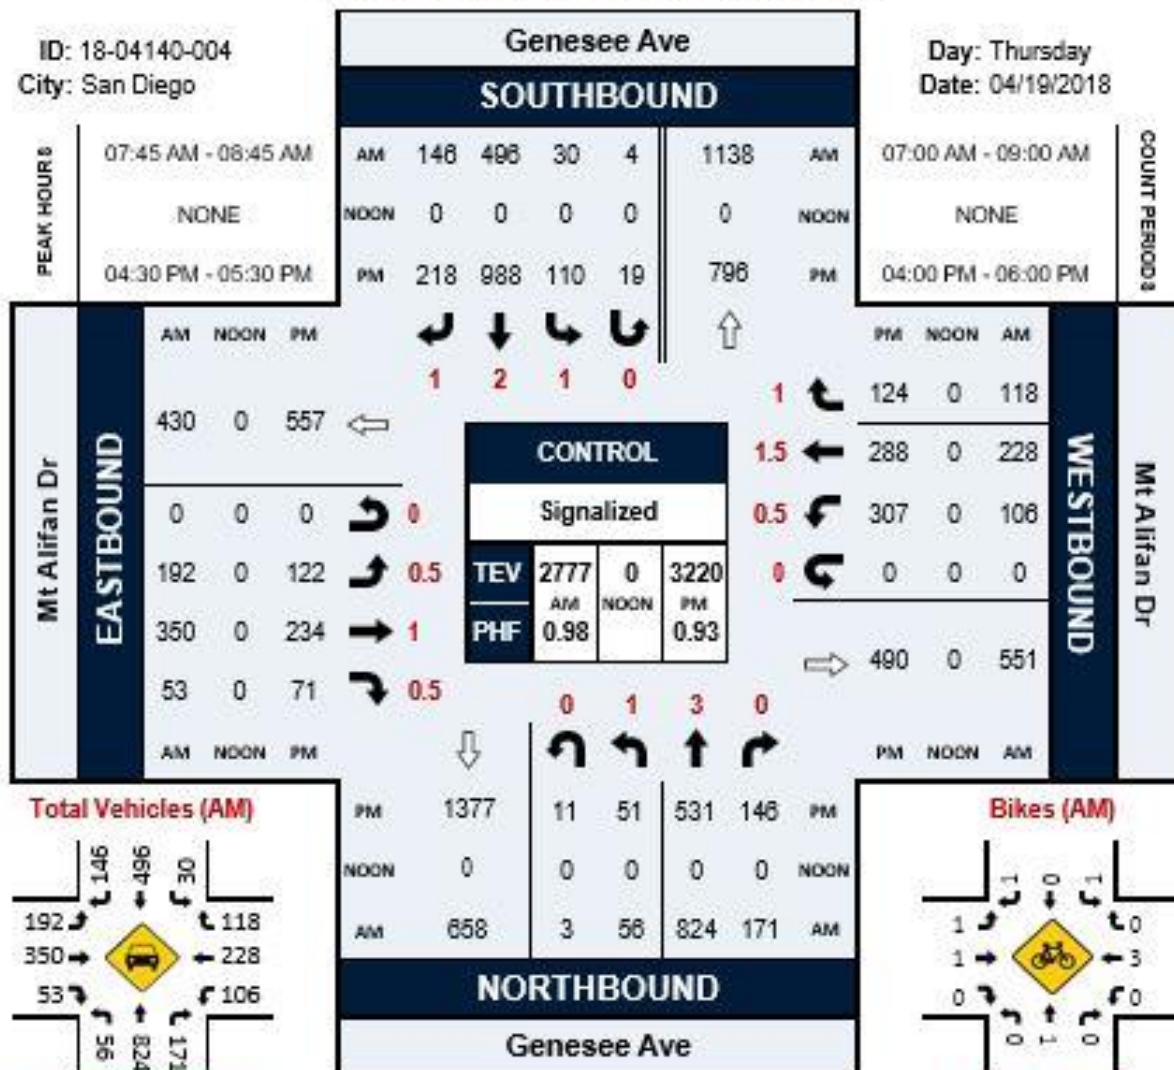 Genesee Ave
ID: 18-04140-004
Day: Thursday
City: San Diego
SOUTHBOUND
Date: 04/19/2018
PEAK HOURS
07:45 AM - 08:45 AM
AM 146 496 30 4 1138 AM
07:00 AM - 09:00 AM
COUNT PERIODS
NONE
NOON 0 0 0 0 0 NOON
NONE
04:30 PM - 05:30 PM
PM 218 988 110 19 796 PM
04:00 PM - 06:00 PM
AM NOON PM
PM NOON AM
1 2 1 0
1 124 0 118
430 0 557
CONTROL
1.5 288 0 228
Mt Alifan Dr
EASTBOUND
WESTBOUND
Mt Alifan Dr
0 0 0 0
Signalized
0.5 307 0 106
192 0 122 0.5
TEV 2777 0 3220
0 0 0 0
AM NOON PM
350 0 234 1
PHF 0.98 0.93
490 0 551
53 0 71 0.5
0 1 3 0
AM NOON PM
PM NOON AM
Total Vehicles (AM)
PM 1377 11 51 531 146 PM
Bikes (AM)
NOON 0 0 0 0 0 NOON
AM 658 3 56 824 171 AM
146 496 30
192 118
350 228
53 106
56 824 171
1 0 1
1 0
1 3
0 0
0 1 0
NORTHBOUND
Genesee Ave